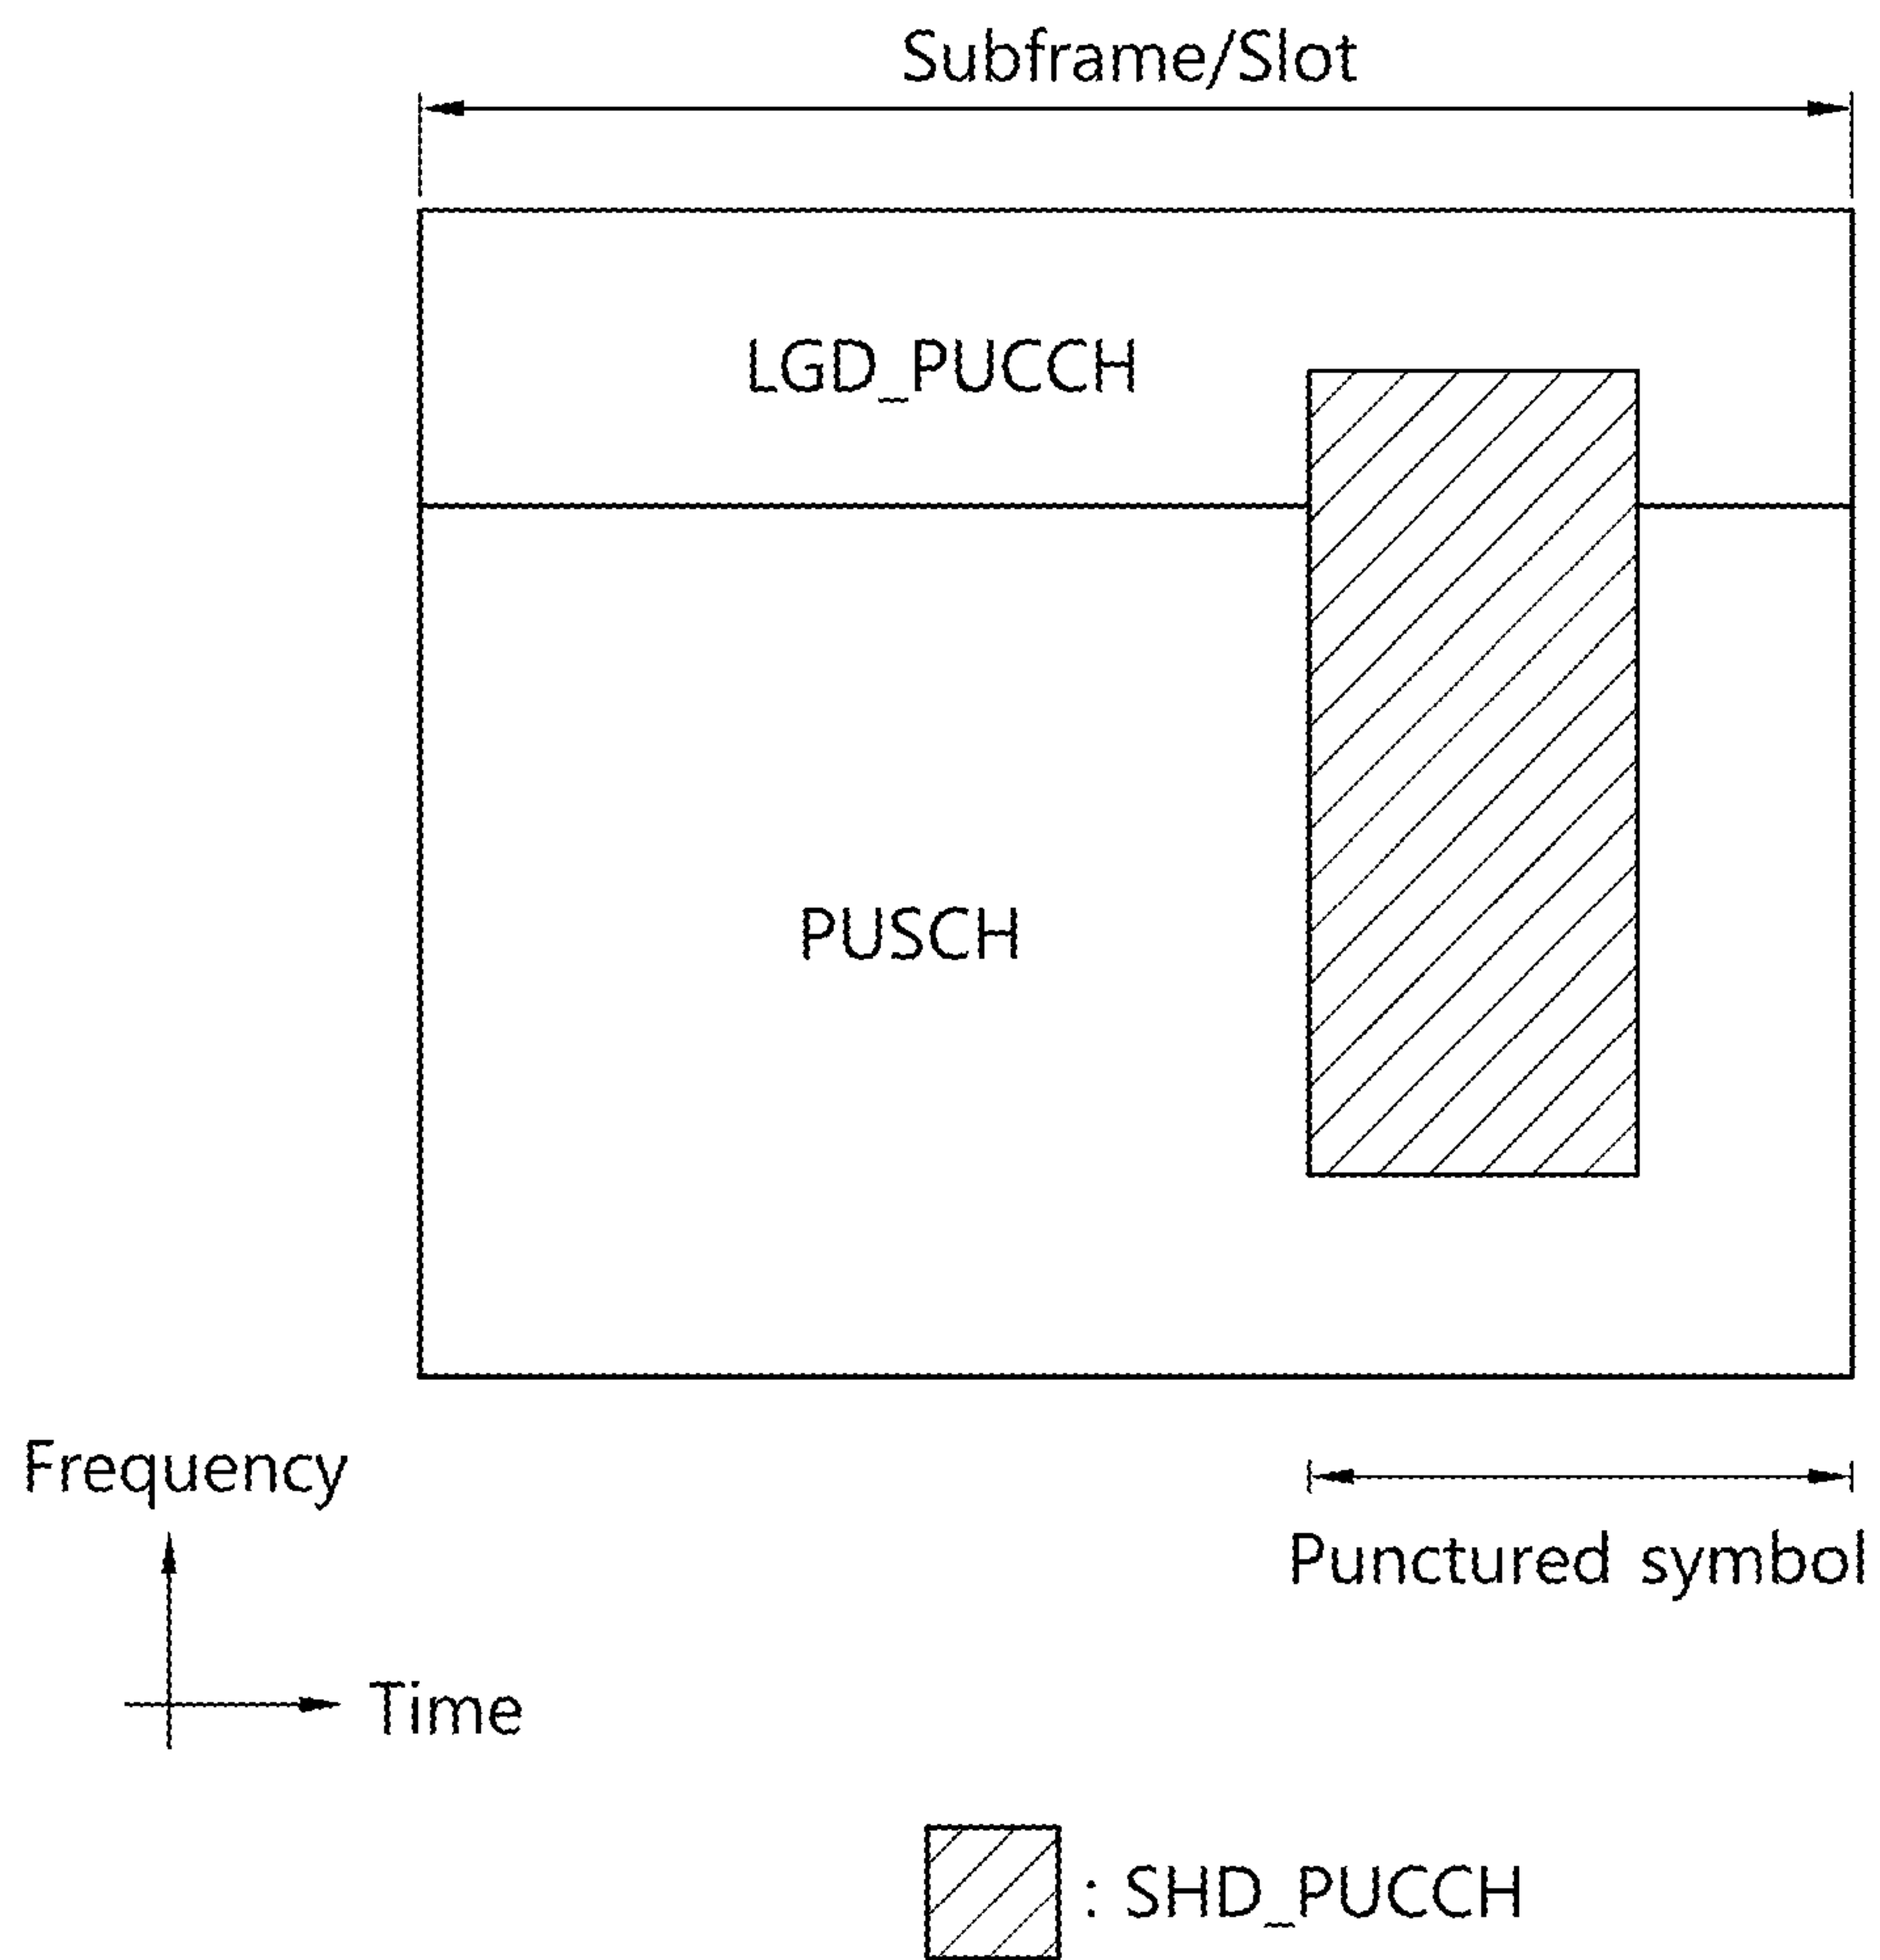 Subframe/Slot
LGD_PUCCH
PUSCH
Frequency
Punctured symbol
Time
: SHD_PUCCH